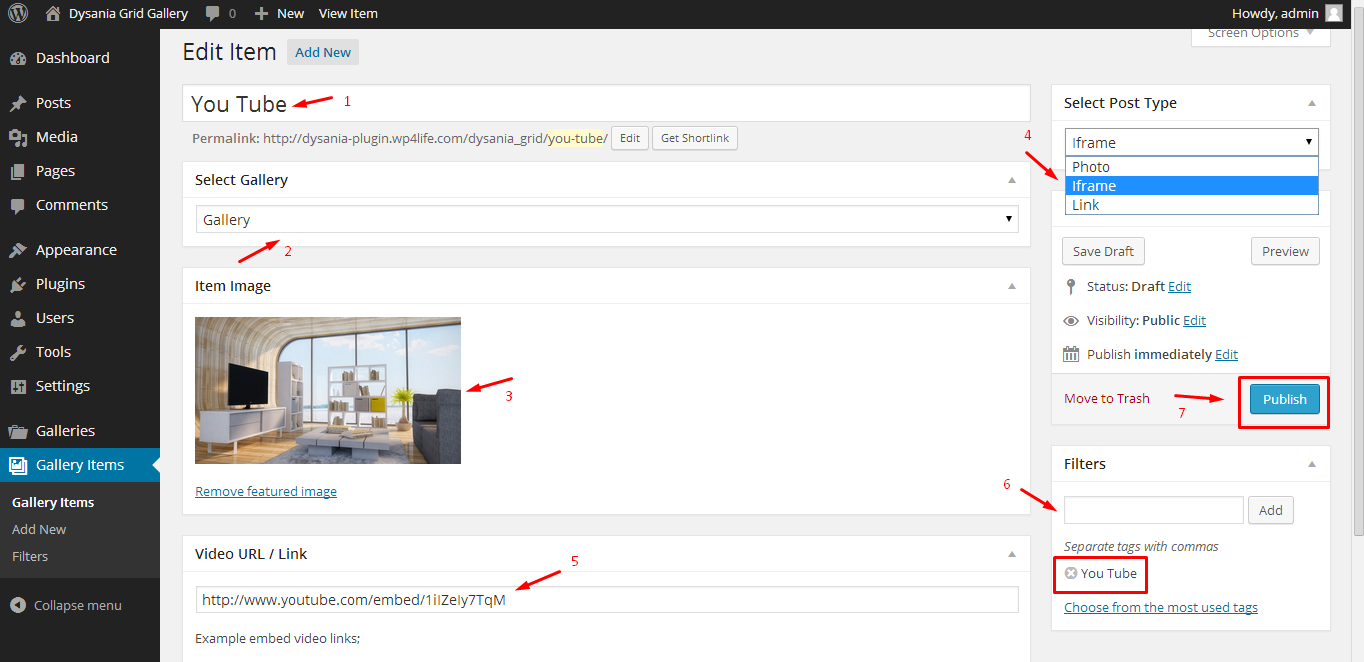 Dysania Grid Gallery 0 New View Item Howdy, admin
Screen Options
Dashboard
Posts
Media
Pages
Comments
Appearance
Plugins
Users
Tools
Settings
Galleries
Gallery Items
Gallery Items
Add New
Filters
Collapse menu
Edit Item Add New
You Tube 1
Permalink: http://dysania-plugin.wp4life.com/dysania_grid/you-tube/ Edit Get Shortlink
Select Gallery
Gallery
2
Item Image
3
Remove featured image
Video URL / Link
5
http://www.youtube.com/embed/1iIZeIy7TqM
Example embed video links;
Select Post Type
4
Iframe
Photo
Iframe
Link
Save Draft Preview
Status: Draft Edit
Visibility: Public Edit
Publish immediately Edit
Move to Trash 7 Publish
Filters
6
Add
Separate tags with commas
You Tube
Choose from the most used tags